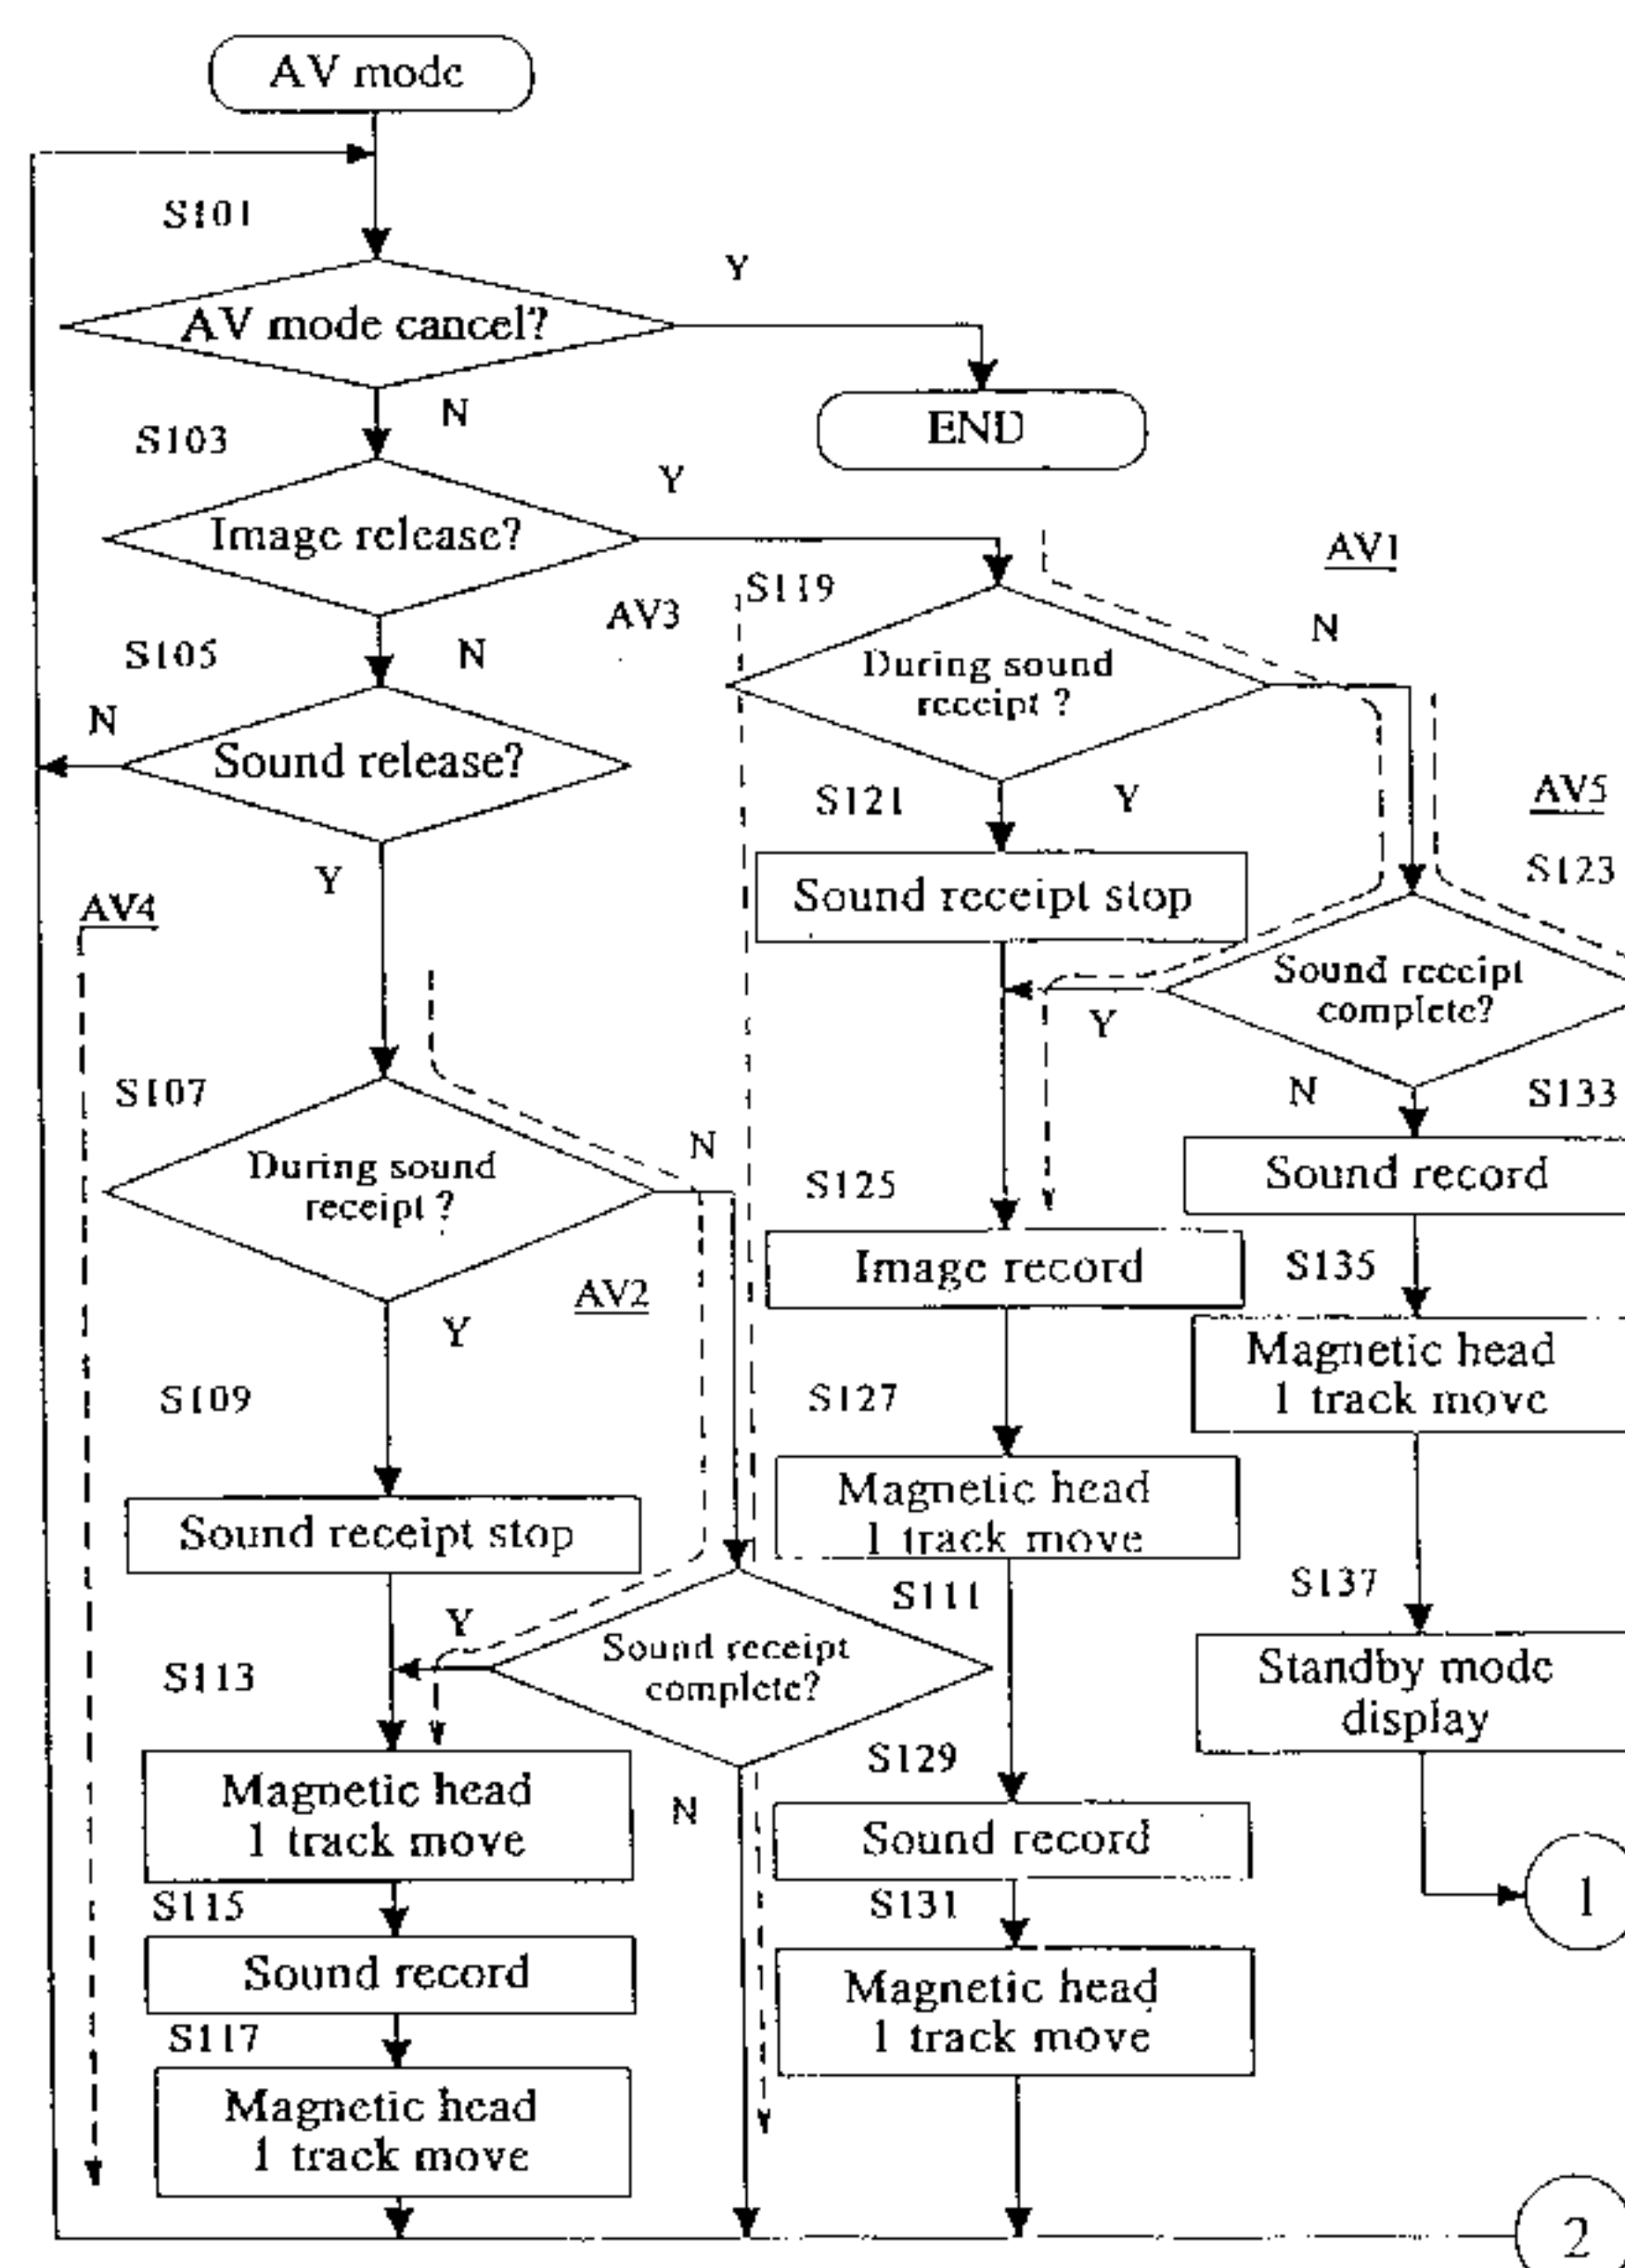 AV mode
S101
Y
AV mode cancel?
N
END
S103
Y
Image release?
AV1
S119
AV3
N
S105
N
During sound
receipt ?
N
Sound release?
S121
Y
AV5
Y
S123
AV4
Sound receipt stop
Sound receipt
complete?
Y
S107
N
S133
N
During sound
receipt ?
Sound record
S125
Image record
S135
AV2
Y
Magnetic head
1 track move
S109
S127
Magnetic head
1 track move
Sound receipt stop
S137
S111
Y
Sound receipt
complete?
Standby mode
display
S113
S129
Magnetic head
1 track move
N
Sound record
1
S115
S131
Sound record
Magnetic head
1 track move
S117
Magnetic head
1 track move
2